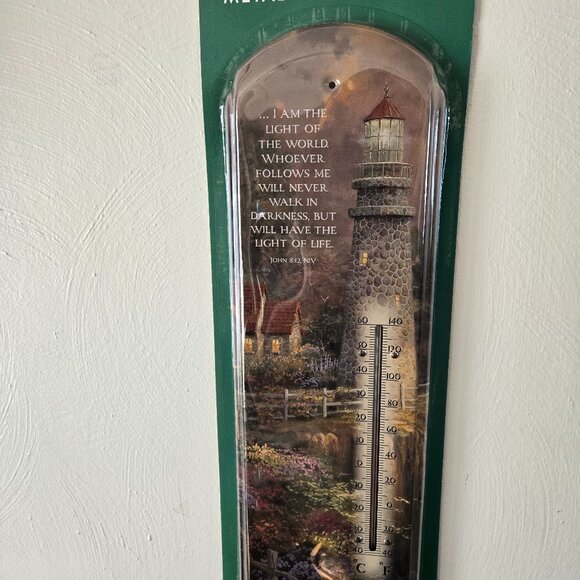 ... I AM THE
LIGHT OF
THE WORLD.
WHOEVER
FOLLOWS ME
WILL NEVER
WALK IN
DARKNESS, BUT
WILL HAVE THE
LIGHT OF LIFE.
JOHN 8:12, NIV
60 140
50 120
40 100
30 80
20 60
10 40
0
10 20
20 0
30 20
40 40
°C °F